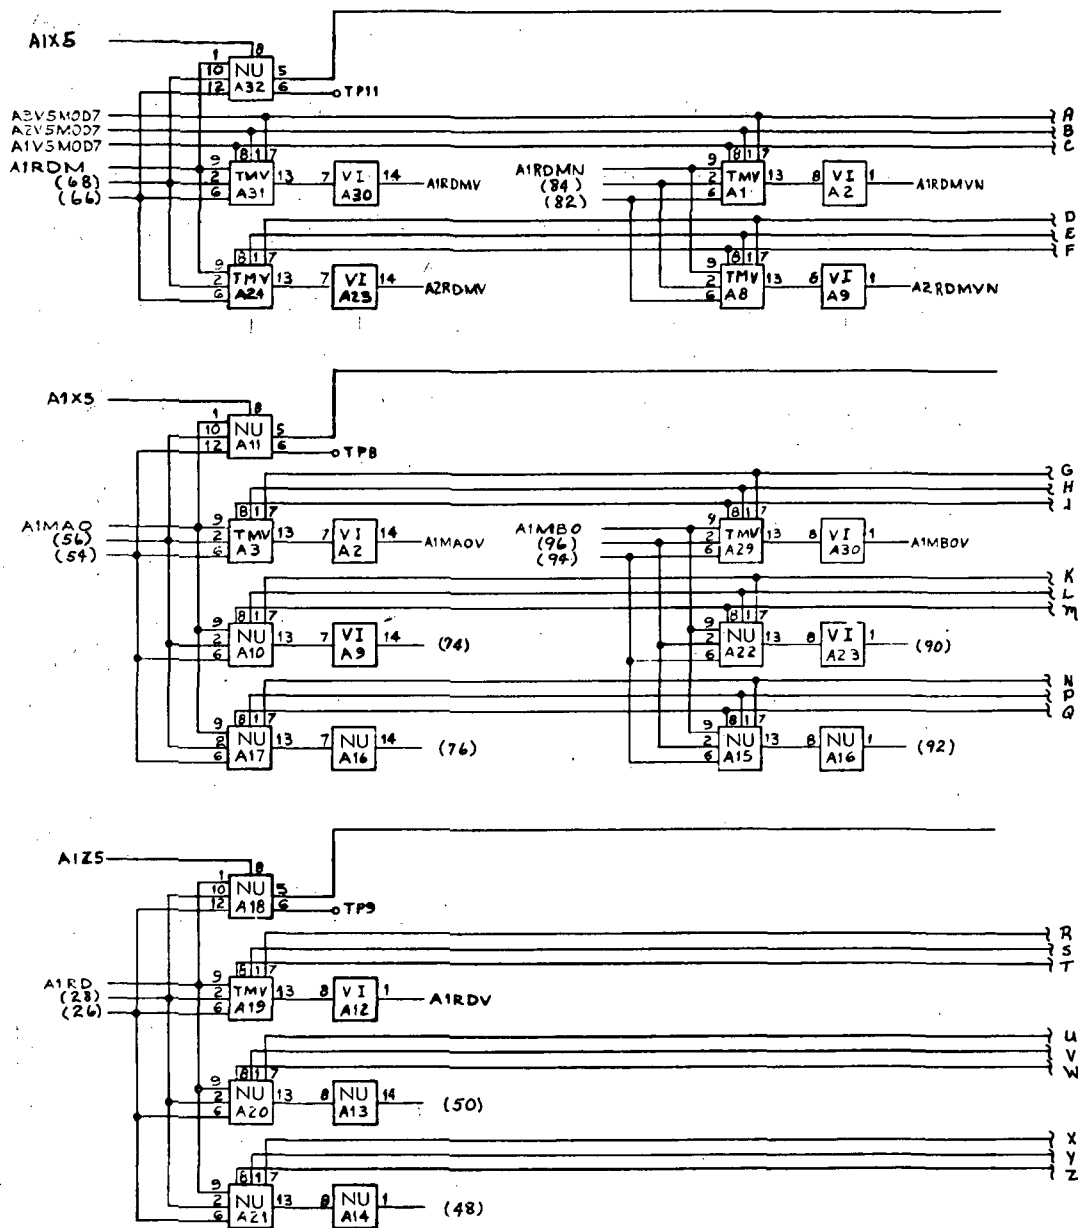 A1X5
8
1 10 12 NU A32 5 6
TP11
A3V5MOD7 A
A2V5MOD7 B
A1V5MOD7 C
A1RDM (68) (66) 9 2 6 8 1 7 TMV A31 13 7 VI A30 14 A1RDMV
A1RDMN (84) (82) 9 2 6 8 1 7 TMV A1 13 8 VI A2 1 A1RDMVN
D
E
F
9 2 6 8 1 7 TMV A24 13 7 VI A23 14 A2RDMV
9 2 6 8 1 7 TMV A8 13 8 VI A9 1 A2RDMVN
A1X5
8
1 10 12 NU A11 5 6
TP8
G
H
J
A1MAO (56) (54) 9 2 6 8 1 7 TMV A3 13 7 VI A2 14 A1MAOV
A1MBO (96) (94) 9 2 6 8 1 7 TMV A29 13 8 VI A30 1 A1MBOV
K
L
M
9 2 6 8 1 7 NU A10 13 7 VI A9 14 (74)
9 2 6 8 1 7 NU A22 13 8 VI A23 1 (90)
N
P
Q
9 2 6 8 1 7 NU A17 13 7 NU A16 14 (76)
9 2 6 8 1 7 NU A15 13 8 NU A16 1 (92)
A1Z5
8
1 10 12 NU A18 5 6
TP9
R
S
T
A1RD (28) (26) 9 2 6 8 1 7 TMV A19 13 8 VI A12 1 A1RDV
U
V
W
9 2 6 8 1 7 NU A20 13 8 NU A13 14 (50)
X
Y
Z
9 2 6 8 1 7 NU A21 13 8 NU A14 1 (48)